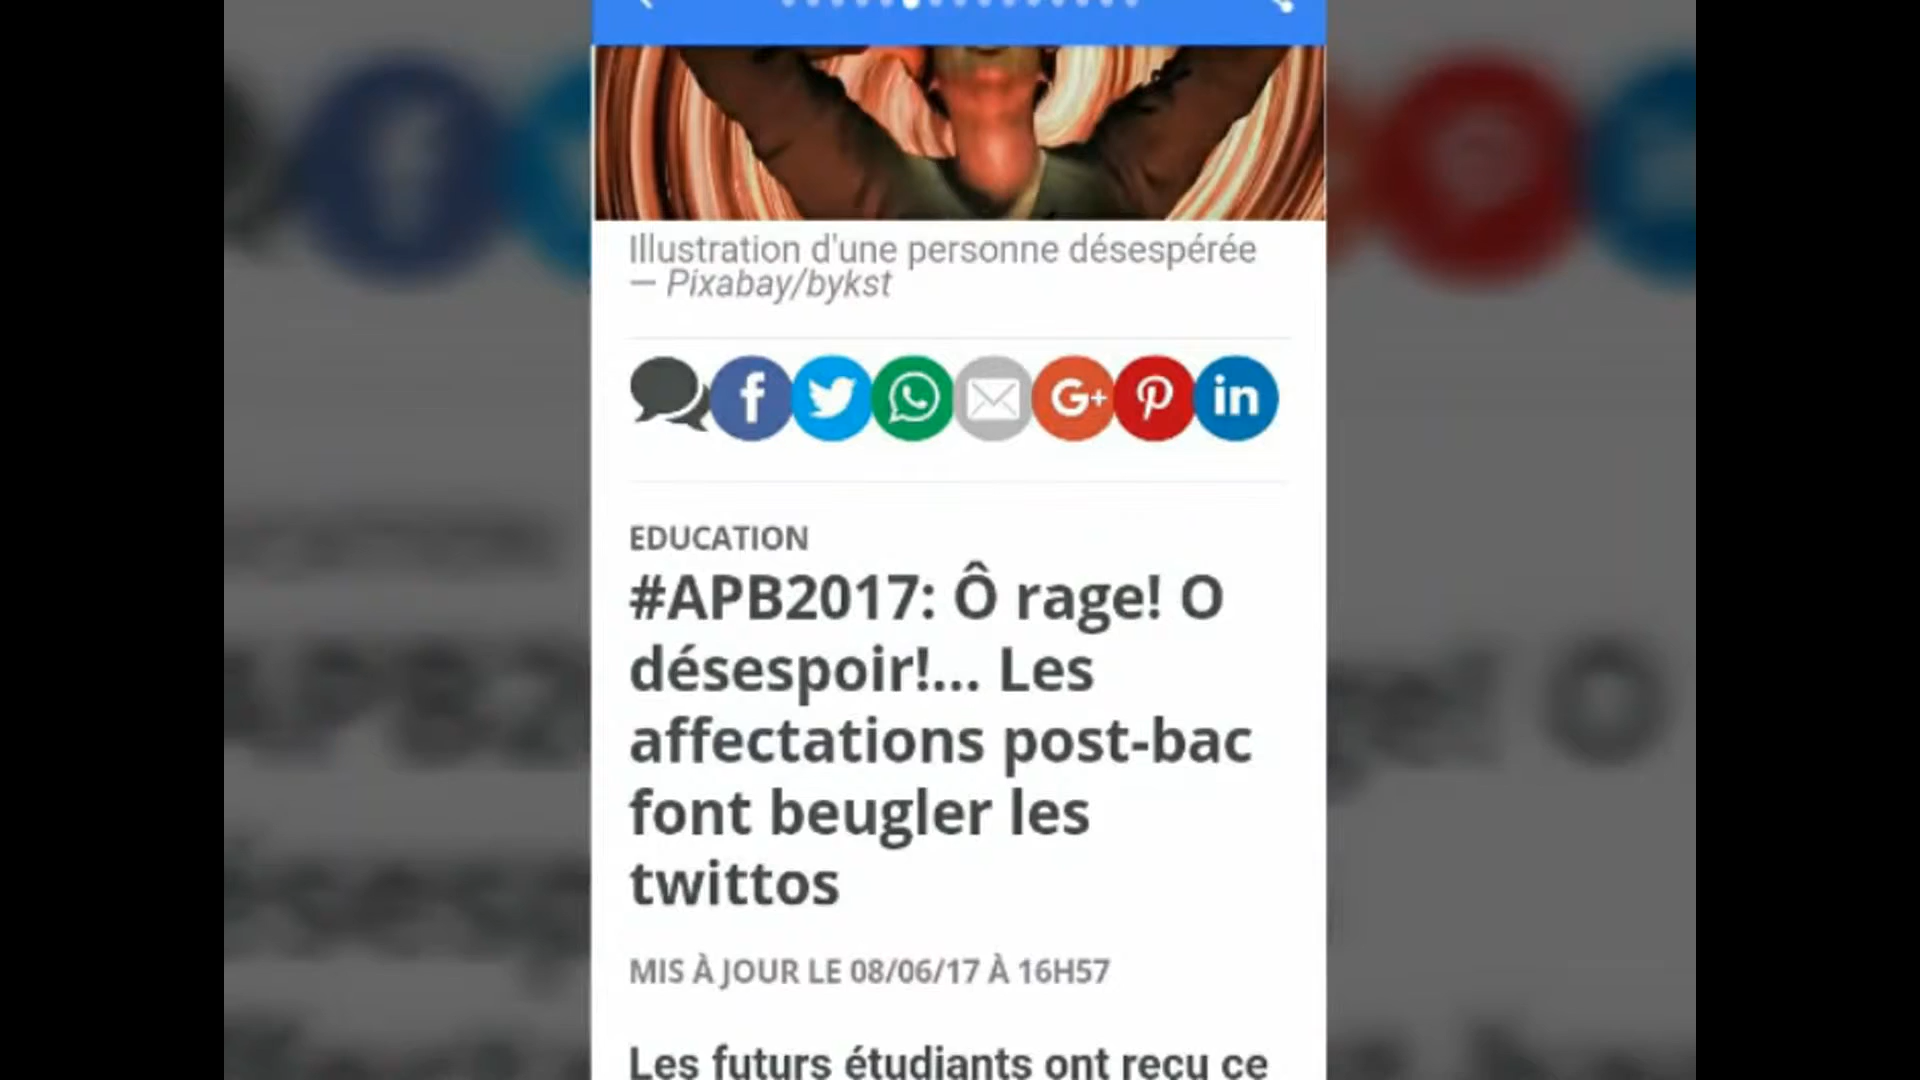 Illustration d'une personne désespérée
— Pixabay/bykst
EDUCATION
#APB2017: Ô rage! O
désespoir!... Les
affectations post-bac
font beugler les
twittos
MIS À JOUR LE 08/06/17 À 16H57
Les futurs étudiants ont reçu ce